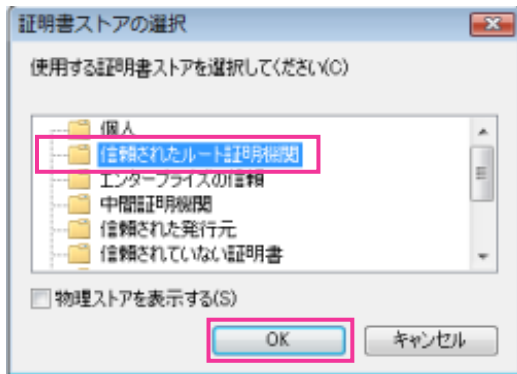 証明書ストアの選択
使用する証明書ストアを選択してください(C)
個人
信頼されたルート証明機関
エンタープライズの信頼
中間証明機関
信頼された発行元
信頼されていない証明書
物理ストアを表示する(S)
OK キャンセル